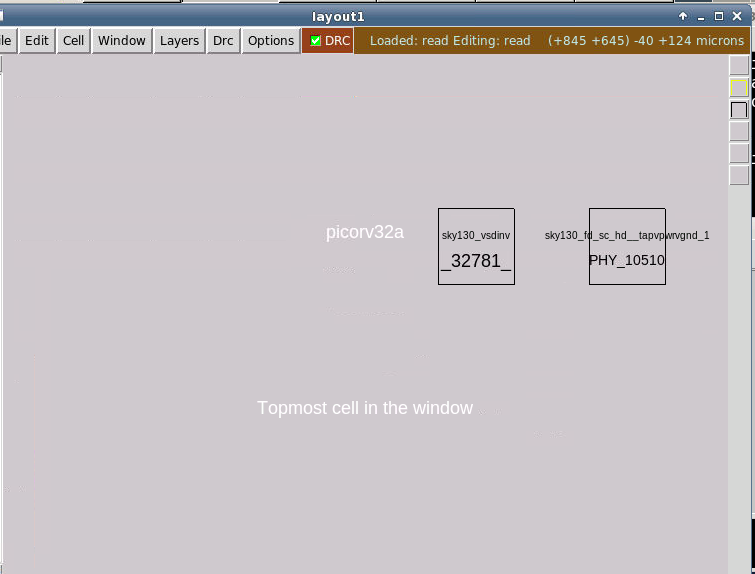 layout1
le Edit Cell Window Layers Drc Options DRC Loaded: read Editing: read (+845 +645) -40 +124 microns
picorv32a
sky130_vsdinv
_32781_
sky130_fd_sc_hd__tapvpwrvgnd_1
PHY_10510
Topmost cell in the window